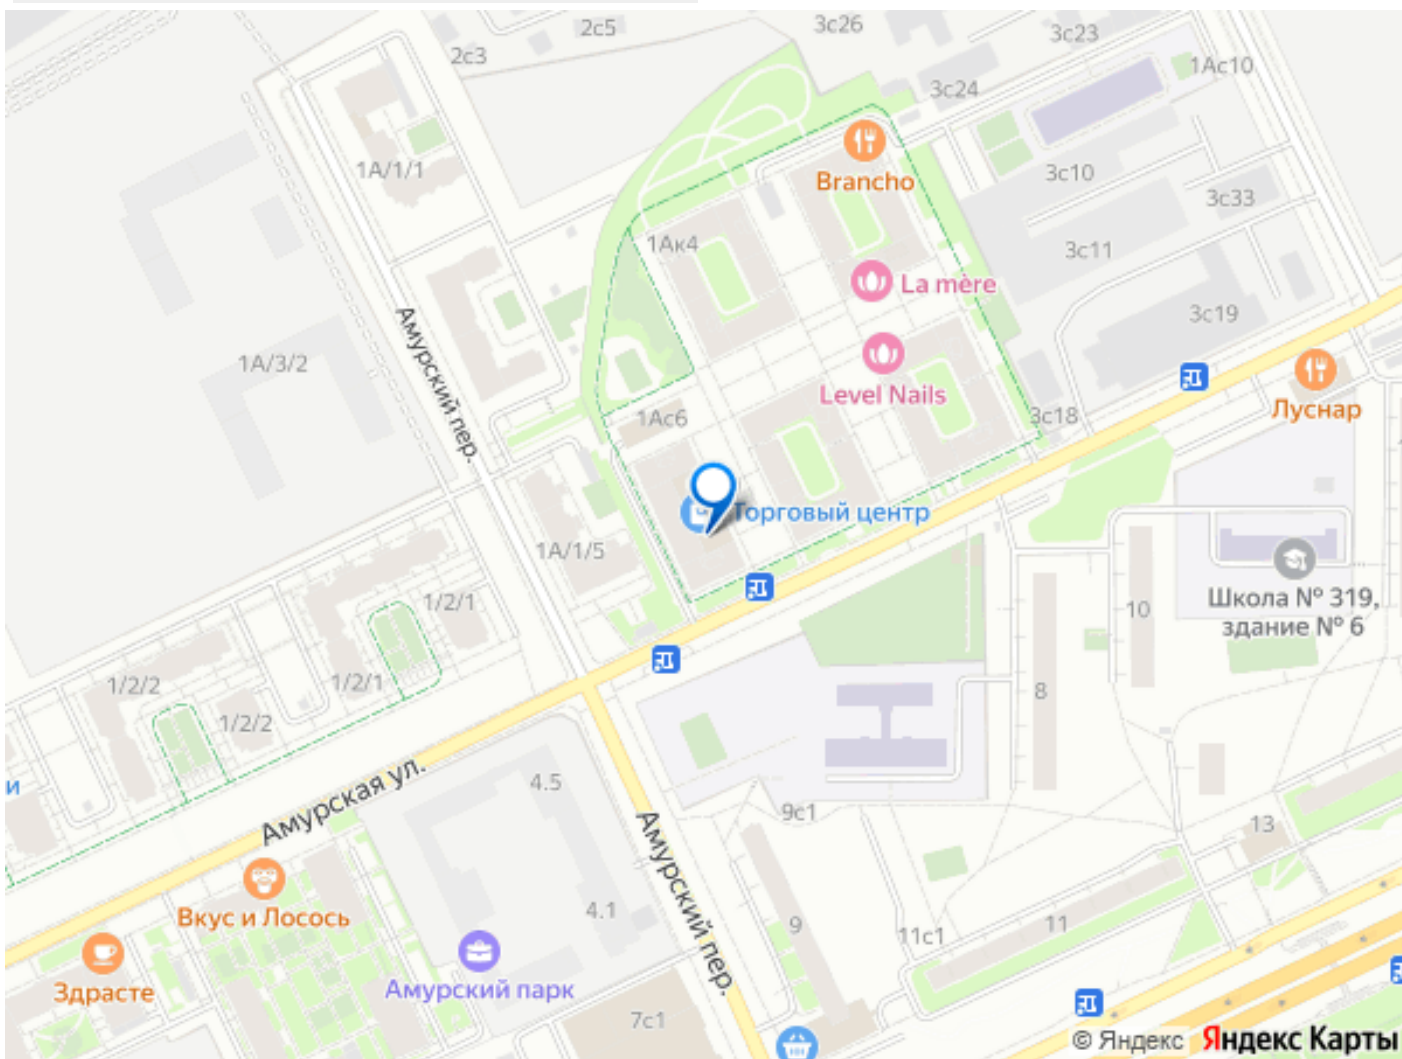 3с26
2с5
3с23
2с3
1Ас10
3с24
1А/1/1
Brancho
3с10
3с33
1Ак4
3с11
La mère
Амурский пер.
3с19
1А/3/2
Level Nails
Луснар
1Ас6
3с18
Торговый центр
1А/1/5
Школа № 319,
здание № 6
1/2/1
10
1/2/2
1/2/1
8
1/2/2
и
Амурская ул.
4.5
9с1
13
Амурский пер.
Вкус и Лосось
4.1
9
11с1
11
Здрасте
Амурский парк
7с1
© Яндекс Яндекс Карты